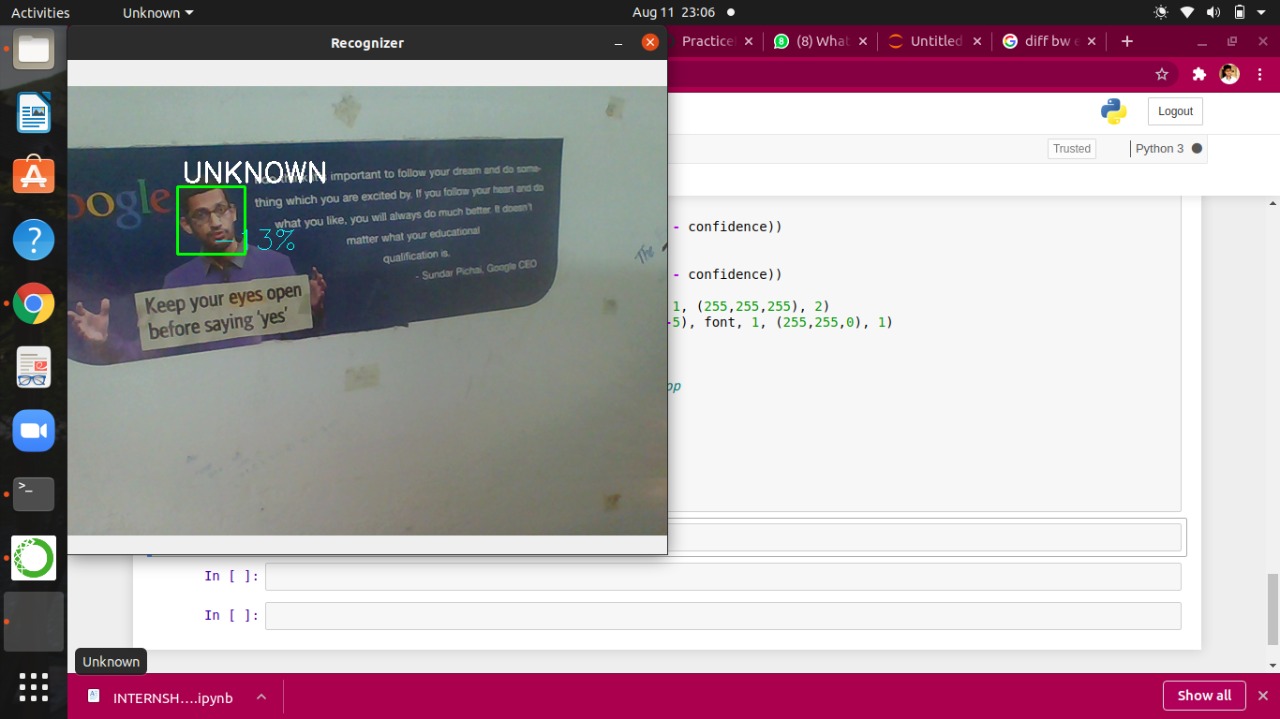 Activities
Unknown
Aug 11 23:06
Recognizer
Practice
(8) What
Untitled
diff bw
Logout
Trusted
Python 3
UNKNOWN
-13%
oogle
important to follow your dream and do some-
thing which you are excited by. If you follow your heart and do
what you like, you will always do much better. It doesn't
matter what your educational
qualification is.
- Sundar Pichai, Google CEO
Keep your eyes open
before saying 'yes'
The
- confidence))
- confidence))
1, (255,255,255), 2)
5), font, 1, (255,255,0), 1)
op
In [ ]:
In [ ]:
Unknown
INTERNSH....ipynb
Show all